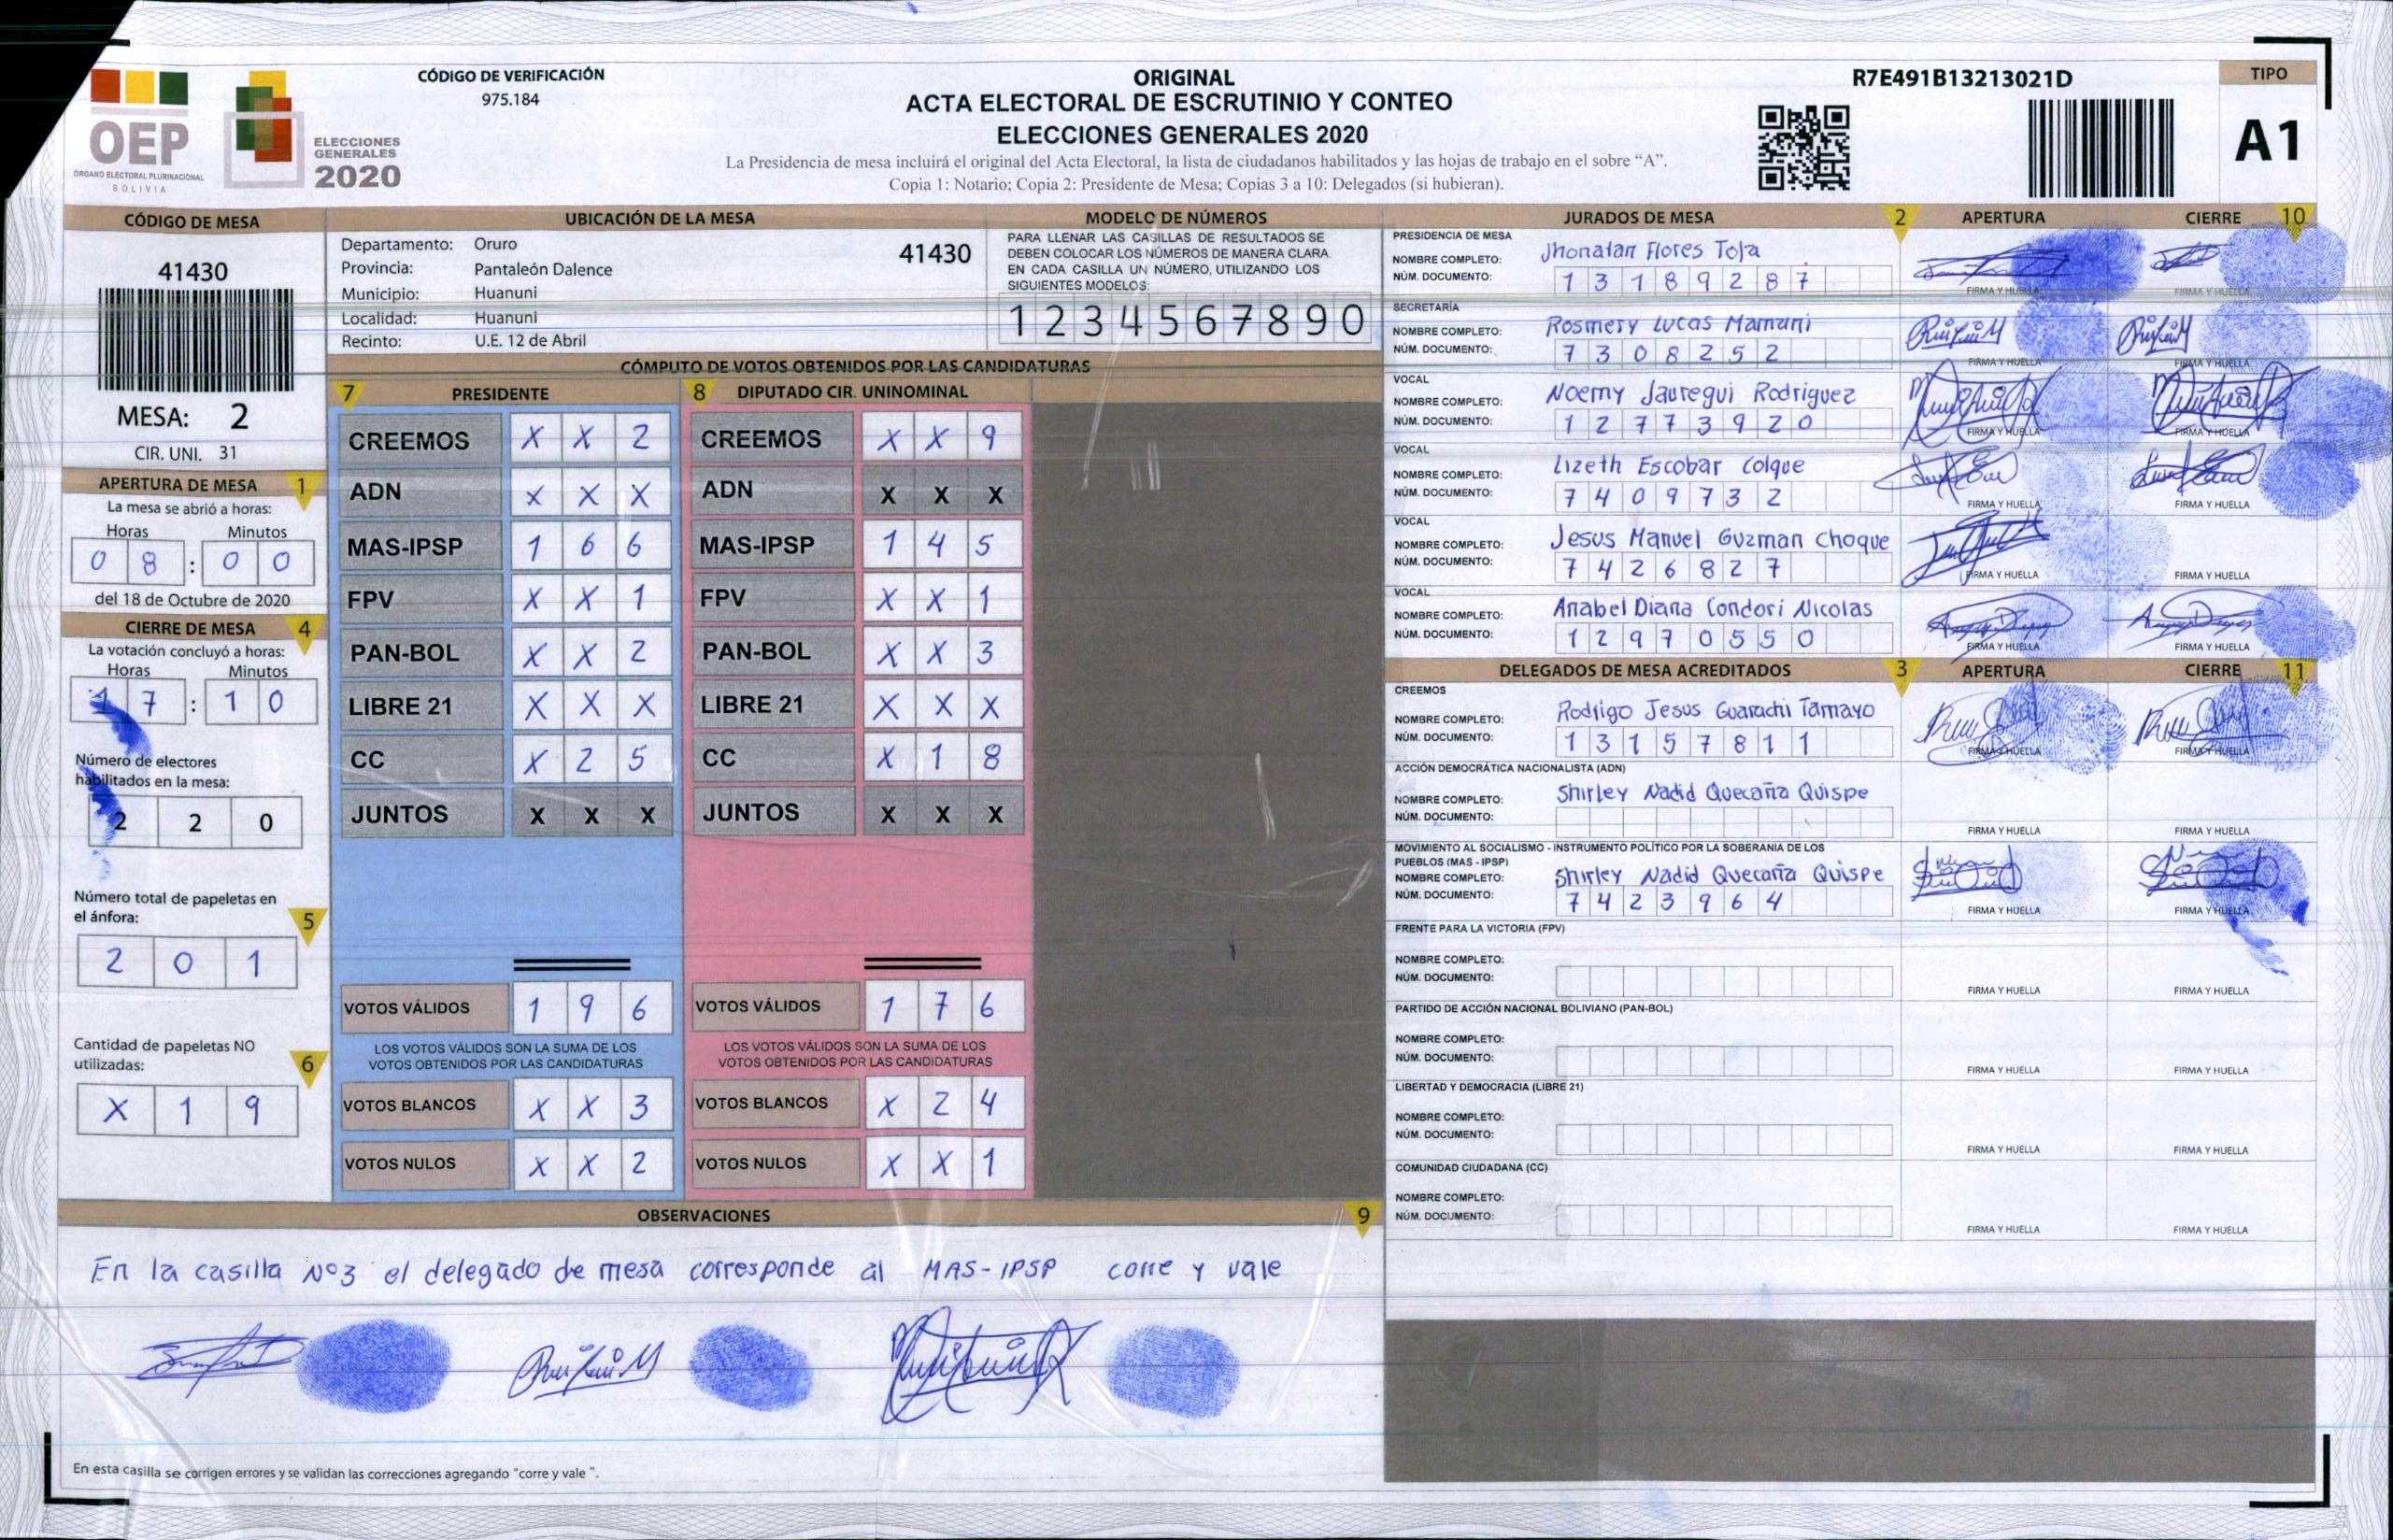 CÓDIGO DE VERIFICACIÓN
975.184
ORIGINAL
ACTA ELECTORAL DE ESCRUTINIO Y CONTEO
ELECCIONES GENERALES 2020
La Presidencia de mesa incluirá el original del Acta Electoral, la lista de ciudadanos habilitados y las hojas de trabajo en el sobre “A”.
Copia 1: Notario; Copia 2: Presidente de Mesa; Copias 3 a 10: Delegados (si hubieran).
R7E491B13213021D
TIPO
A1
OEP
ÓRGANO ELECTORAL PLURINACIONAL
BOLIVIA
ELECCIONES
GENERALES
2020
CÓDIGO DE MESA
41430
MESA: 2
CIR. UNI. 31
UBICACIÓN DE LA MESA
Departamento: Oruro
41430
Provincia: Pantaleón Dalence
Municipio: Huanuni
Localidad: Huanuni
Recinto: U.E. 12 de Abril
MODELO DE NÚMEROS
PARA LLENAR LAS CASILLAS DE RESULTADOS SE
DEBEN COLOCAR LOS NÚMEROS DE MANERA CLARA
EN CADA CASILLA UN NÚMERO, UTILIZANDO LOS
SIGUIENTES MODELOS:
1 2 3 4 5 6 7 8 9 0
APERTURA DE MESA 1
La mesa se abrió a horas:
Horas Minutos
0 8 : 0 0
del 18 de Octubre de 2020
CIERRE DE MESA 4
La votación concluyó a horas:
Horas Minutos
1 7 : 1 0
Número de electores
habilitados en la mesa:
2 2 0
Número total de papeletas en
el ánfora:
5
2 0 1
Cantidad de papeletas NO
utilizadas:
6
X 1 9
CÓMPUTO DE VOTOS OBTENIDOS POR LAS CANDIDATURAS
7 PRESIDENTE
CREEMOS X X 2
ADN X X X
MAS-IPSP 1 6 6
FPV X X 1
PAN-BOL X X 2
LIBRE 21 X X X
CC X 2 5
JUNTOS X X X
VOTOS VÁLIDOS 1 9 6
LOS VOTOS VÁLIDOS SON LA SUMA DE LOS
VOTOS OBTENIDOS POR LAS CANDIDATURAS
VOTOS BLANCOS X X 3
VOTOS NULOS X X 2
8 DIPUTADO CIR. UNINOMINAL
CREEMOS X X 9
ADN X X X
MAS-IPSP 1 4 5
FPV X X 1
PAN-BOL X X 3
LIBRE 21 X X X
CC X 1 8
JUNTOS X X X
VOTOS VÁLIDOS 1 7 6
LOS VOTOS VÁLIDOS SON LA SUMA DE LOS
VOTOS OBTENIDOS POR LAS CANDIDATURAS
VOTOS BLANCOS X 2 4
VOTOS NULOS X X 1
OBSERVACIONES 9
En la casilla Nº3 el delegado de mesa corresponde al MAS-IPSP corre y vale
En esta casilla se corrigen errores y se validan las correcciones agregando "corre y vale ".
JURADOS DE MESA 2 APERTURA CIERRE 10
PRESIDENCIA DE MESA
NOMBRE COMPLETO: Jhonatan Flores Tola
NÚM. DOCUMENTO: 1 3 1 8 9 2 8 7
FIRMA Y HUELLA FIRMA Y HUELLA
SECRETARÍA
NOMBRE COMPLETO: Rosmery Lucas Mamani
NÚM. DOCUMENTO: 7 3 0 8 2 5 2
FIRMA Y HUELLA FIRMA Y HUELLA
VOCAL
NOMBRE COMPLETO: Noemy Jauregui Rodriguez
NÚM. DOCUMENTO: 1 2 7 7 3 9 2 0
FIRMA Y HUELLA FIRMA Y HUELLA
VOCAL
NOMBRE COMPLETO: Lizeth Escobar Colque
NÚM. DOCUMENTO: 7 4 0 9 7 3 2
FIRMA Y HUELLA FIRMA Y HUELLA
VOCAL
NOMBRE COMPLETO: Jesus Manuel Guzman Choque
NÚM. DOCUMENTO: 7 4 2 6 8 2 7
FIRMA Y HUELLA FIRMA Y HUELLA
VOCAL
NOMBRE COMPLETO: Anabel Diana Condori Nicolas
NÚM. DOCUMENTO: 1 2 9 7 0 5 5 0
FIRMA Y HUELLA FIRMA Y HUELLA
DELEGADOS DE MESA ACREDITADOS 3 APERTURA CIERRE 11
CREEMOS
NOMBRE COMPLETO: Rodrigo Jesus Guarachi Tamayo
NÚM. DOCUMENTO: 1 3 1 5 7 8 1 1
FIRMA Y HUELLA FIRMA Y HUELLA
ACCIÓN DEMOCRÁTICA NACIONALISTA (ADN)
NOMBRE COMPLETO: Shirley Nadid Quecaña Quispe
NÚM. DOCUMENTO:
FIRMA Y HUELLA FIRMA Y HUELLA
MOVIMIENTO AL SOCIALISMO - INSTRUMENTO POLÍTICO POR LA SOBERANIA DE LOS
PUEBLOS (MAS - IPSP)
NOMBRE COMPLETO: Shirley Nadid Quecaña Quispe
NÚM. DOCUMENTO: 7 4 2 3 9 6 4
FIRMA Y HUELLA FIRMA Y HUELLA
FRENTE PARA LA VICTORIA (FPV)
NOMBRE COMPLETO:
NÚM. DOCUMENTO:
FIRMA Y HUELLA FIRMA Y HUELLA
PARTIDO DE ACCIÓN NACIONAL BOLIVIANO (PAN-BOL)
NOMBRE COMPLETO:
NÚM. DOCUMENTO:
FIRMA Y HUELLA FIRMA Y HUELLA
LIBERTAD Y DEMOCRACIA (LIBRE 21)
NOMBRE COMPLETO:
NÚM. DOCUMENTO:
FIRMA Y HUELLA FIRMA Y HUELLA
COMUNIDAD CIUDADANA (CC)
NOMBRE COMPLETO:
NÚM. DOCUMENTO:
FIRMA Y HUELLA FIRMA Y HUELLA